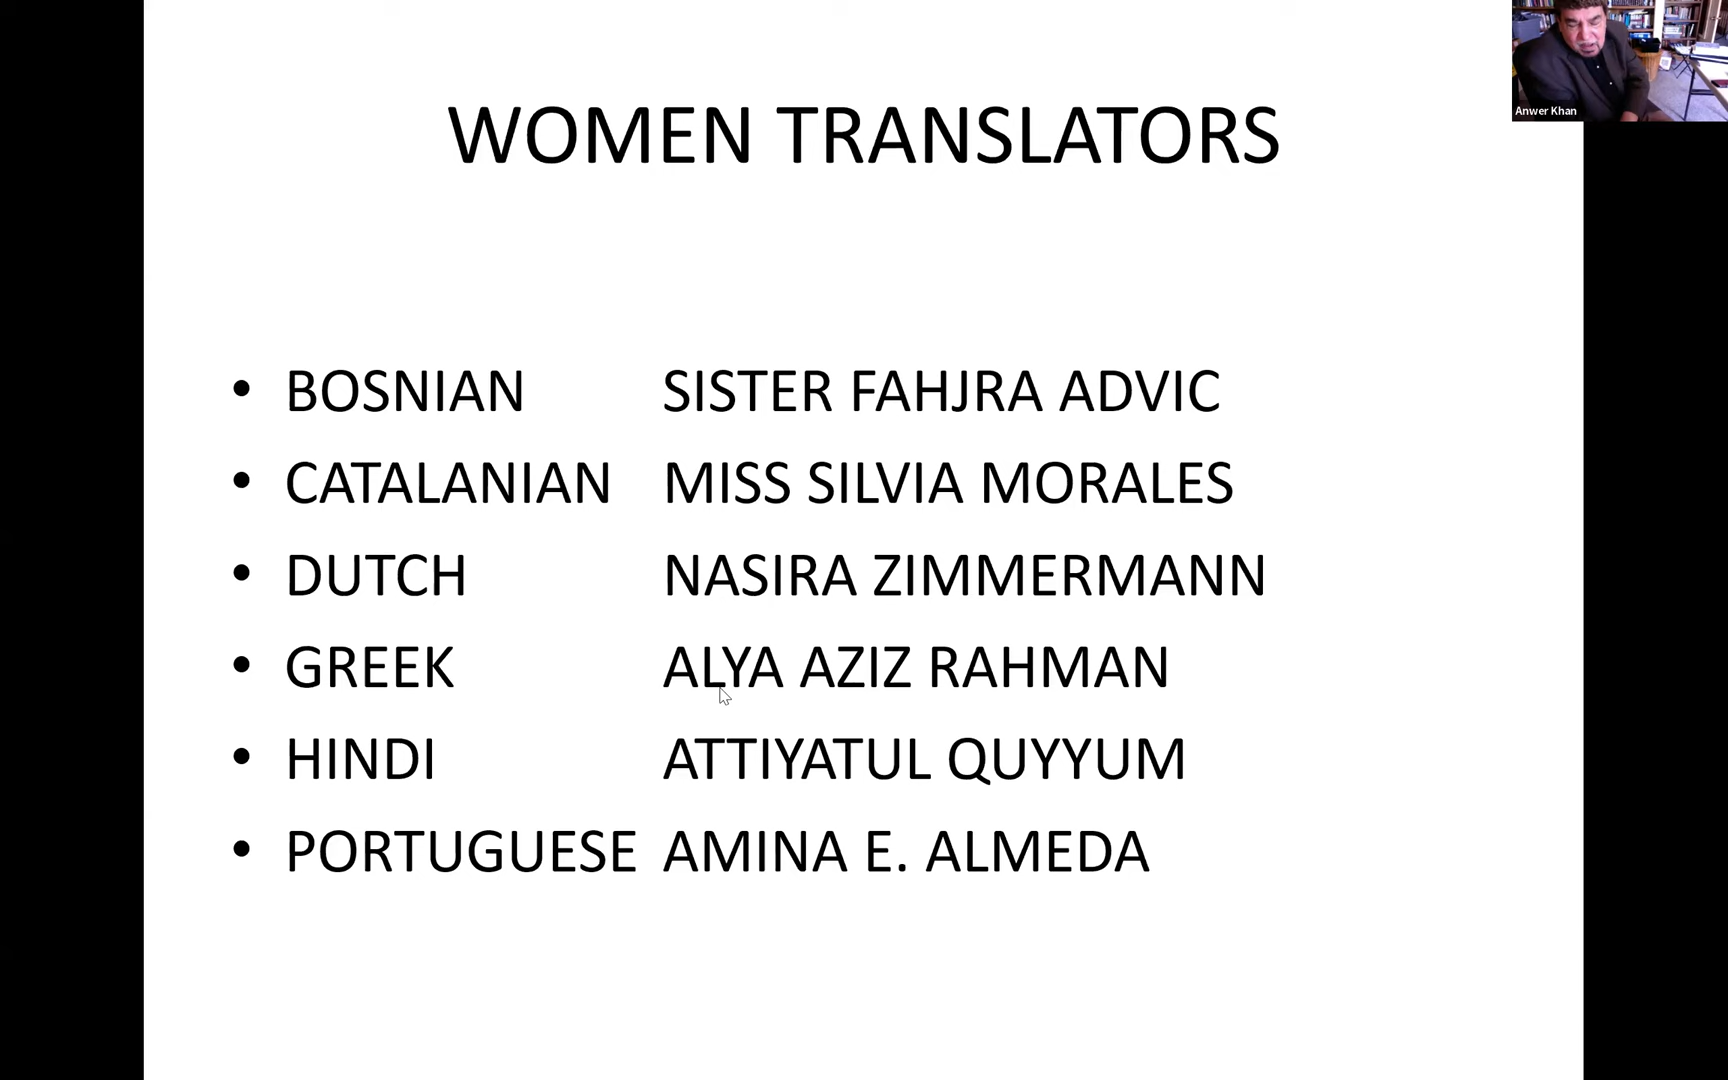 Anwer Khan
WOMEN TRANSLATORS
• BOSNIAN SISTER FAHJRA ADVIC
• CATALANIAN MISS SILVIA MORALES
• DUTCH NASIRA ZIMMERMANN
• GREEK ALYA AZIZ RAHMAN
• HINDI ATTIYATUL QUYYUM
• PORTUGUESE AMINA E. ALMEDA